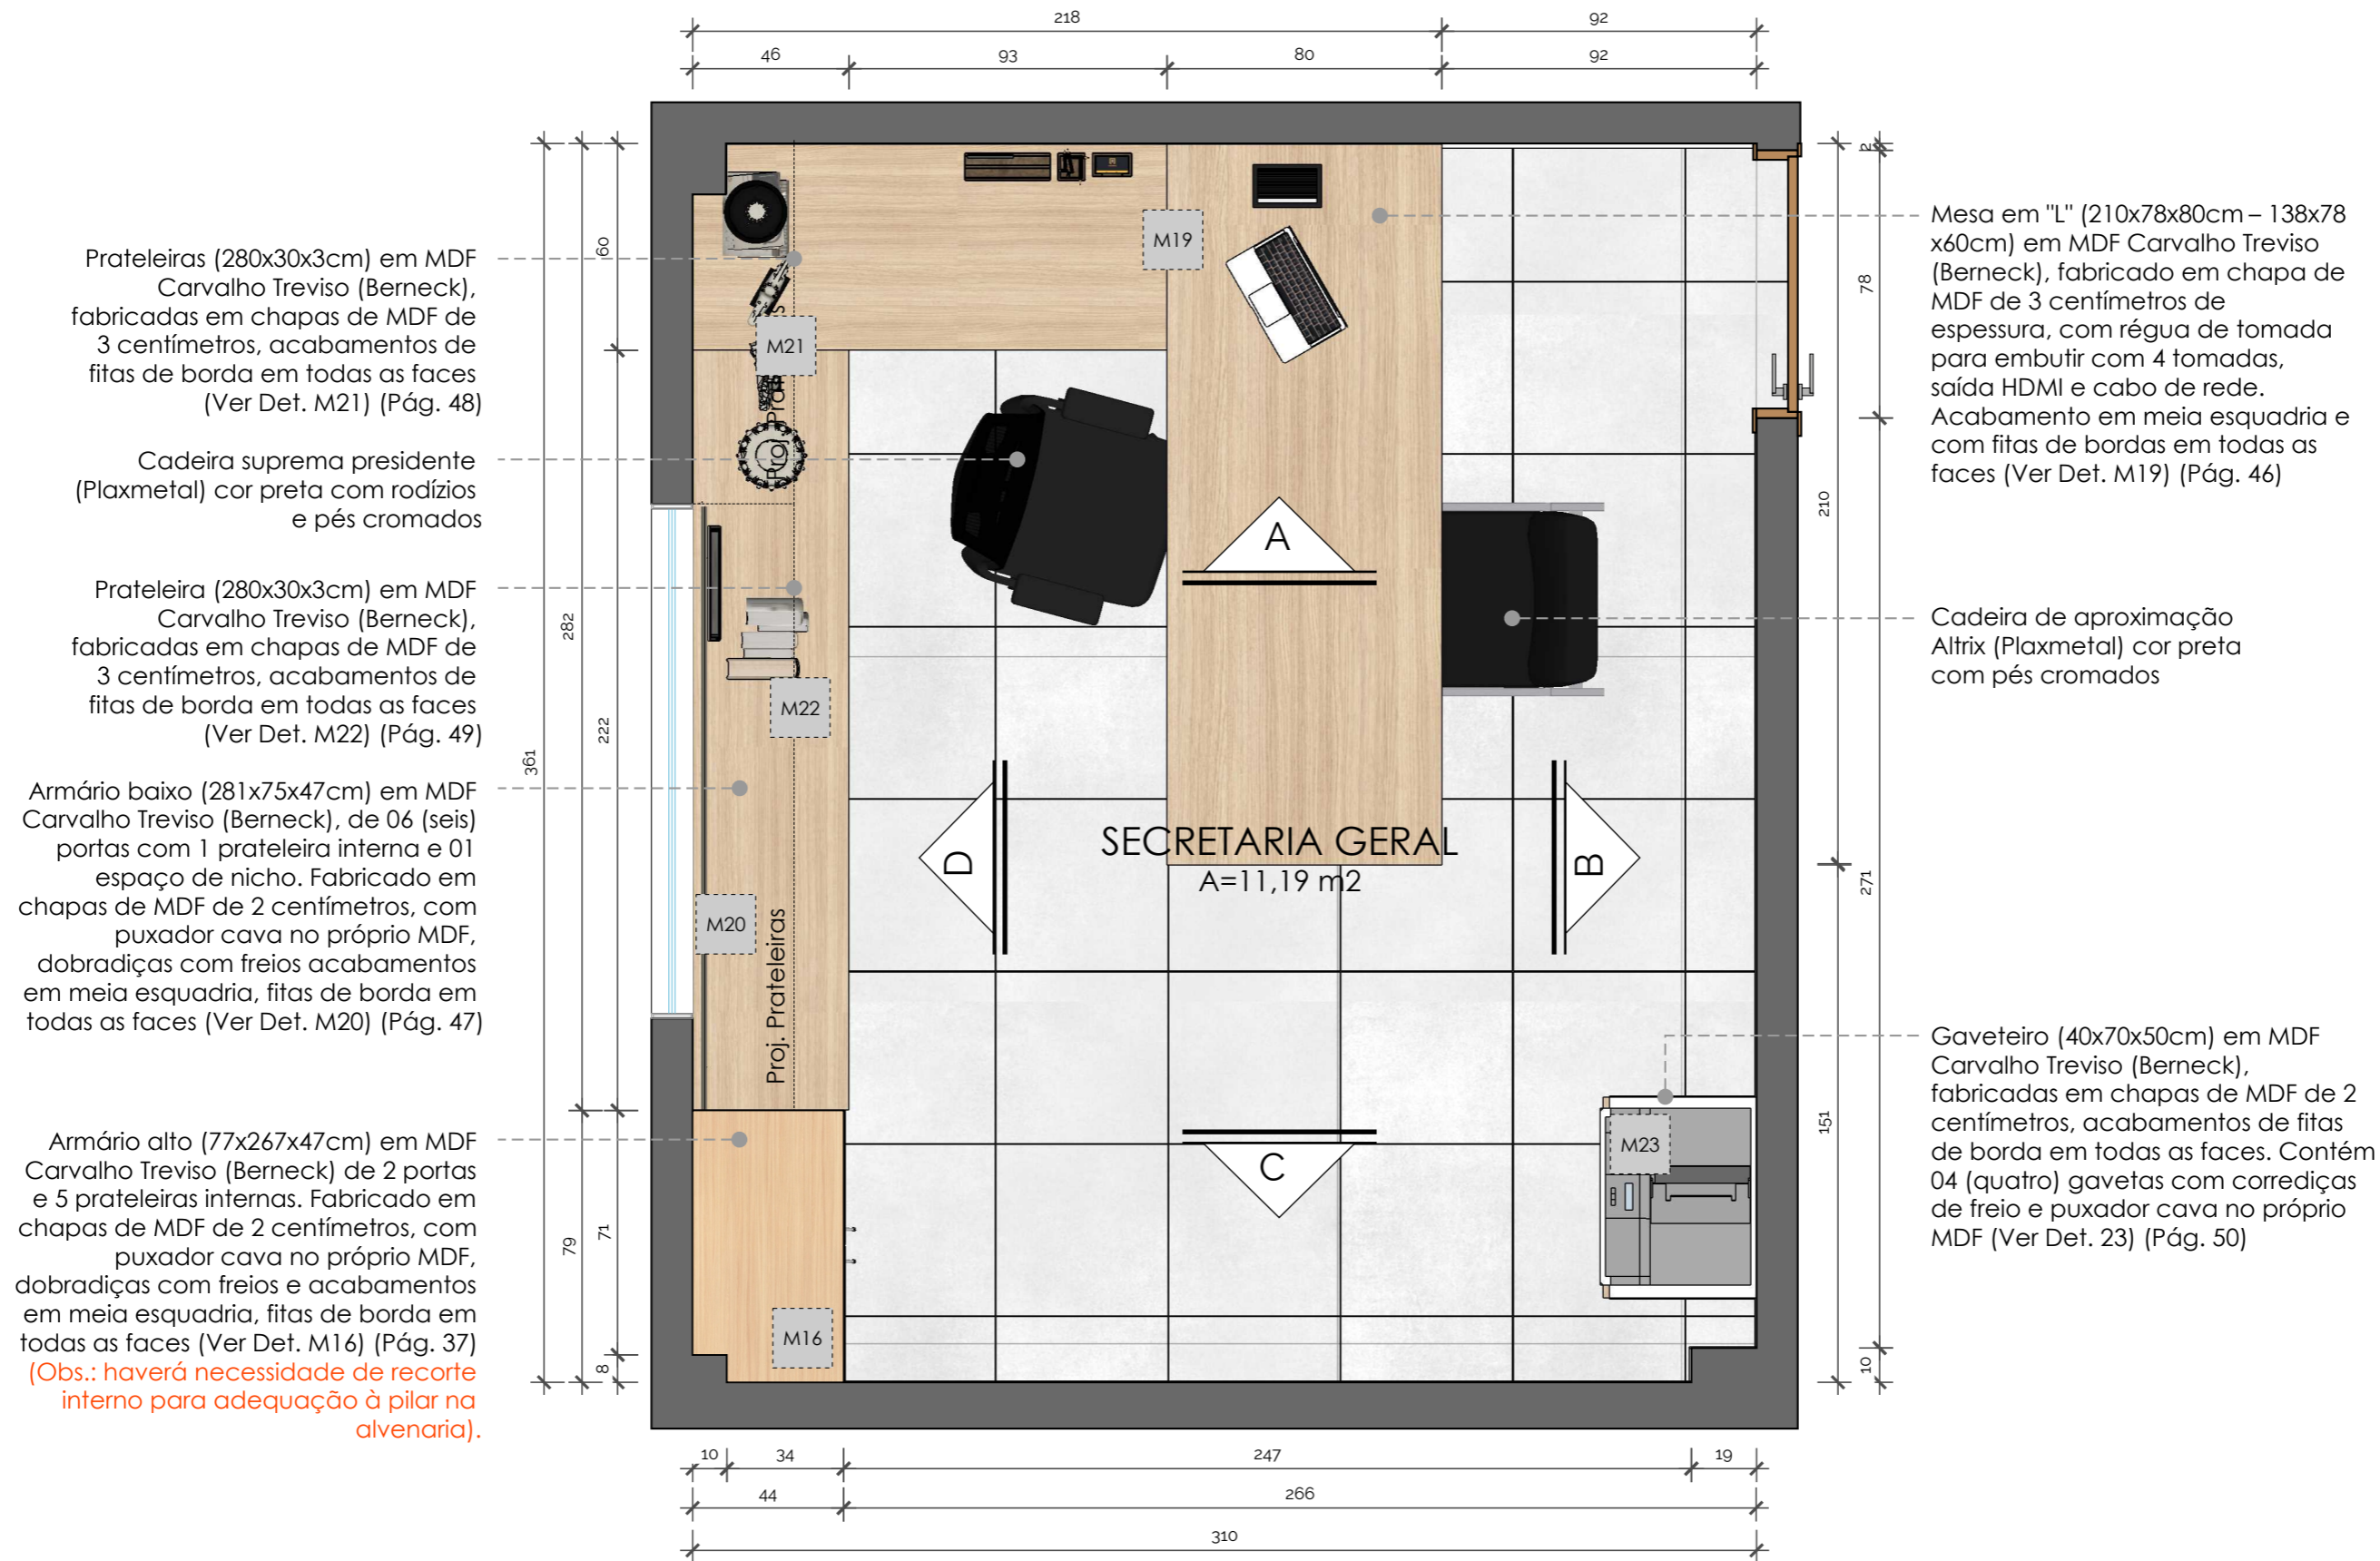 218
92
46
93
80
92
Prateleiras (280x30x3cm) em MDF
Carvalho Treviso (Berneck),
fabricadas em chapas de MDF de
3 centímetros, acabamentos de
fitas de borda em todas as faces
(Ver Det. M21) (Pág. 48)
Cadeira suprema presidente
(Plaxmetal) cor preta com rodízios
e pés cromados
Prateleira (280x30x3cm) em MDF
Carvalho Treviso (Berneck),
fabricadas em chapas de MDF de
3 centímetros, acabamentos de
fitas de borda em todas as faces
(Ver Det. M22) (Pág. 49)
Armário baixo (281x75x47cm) em MDF
Carvalho Treviso (Berneck), de 06 (seis)
portas com 1 prateleira interna e 01
espaço de nicho. Fabricado em
chapas de MDF de 2 centímetros, com
puxador cava no próprio MDF,
dobradiças com freios acabamentos
em meia esquadria, fitas de borda em
todas as faces (Ver Det. M20) (Pág. 47)
Armário alto (77x267x47cm) em MDF
Carvalho Treviso (Berneck) de 2 portas
e 5 prateleiras internas. Fabricado em
chapas de MDF de 2 centímetros, com
puxador cava no próprio MDF,
dobradiças com freios e acabamentos
em meia esquadria, fitas de borda em
todas as faces (Ver Det. M16) (Pág. 37)
(Obs.: haverá necessidade de recorte
interno para adequação à pilar na
alvenaria).
361
282
79
60
222
71
8
M19
M21
M22
M20
M16
M23
Proj. Prateleiras
A
B
C
D
SECRETARIA GERAL
A=11,19 m2
2
78
210
271
151
10
Mesa em "L" (210x78x80cm – 138x78
x60cm) em MDF Carvalho Treviso
(Berneck), fabricado em chapa de
MDF de 3 centímetros de
espessura, com régua de tomada
para embutir com 4 tomadas,
saída HDMI e cabo de rede.
Acabamento em meia esquadria e
com fitas de bordas em todas as
faces (Ver Det. M19) (Pág. 46)
Cadeira de aproximação
Altrix (Plaxmetal) cor preta
com pés cromados
Gaveteiro (40x70x50cm) em MDF
Carvalho Treviso (Berneck),
fabricadas em chapas de MDF de 2
centímetros, acabamentos de fitas
de borda em todas as faces. Contém
04 (quatro) gavetas com corrediças
de freio e puxador cava no próprio
MDF (Ver Det. 23) (Pág. 50)
10
34
247
19
44
266
310